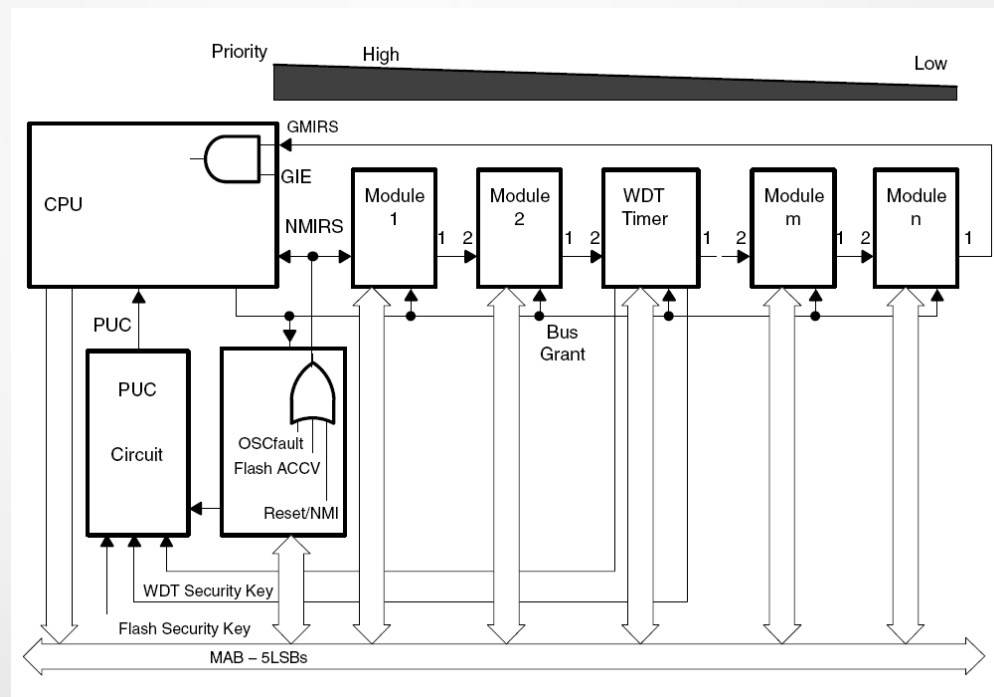 Priority
High
Low
GMIRS
GIE
CPU
NMIRS
Module
1
1
2
Module
2
1
2
WDT
Timer
1
2
Module
m
1
2
Module
n
1
PUC
Bus
Grant
PUC
Circuit
OSCfault
Flash ACCV
Reset/NMI
WDT Security Key
Flash Security Key
MAB – 5LSBs